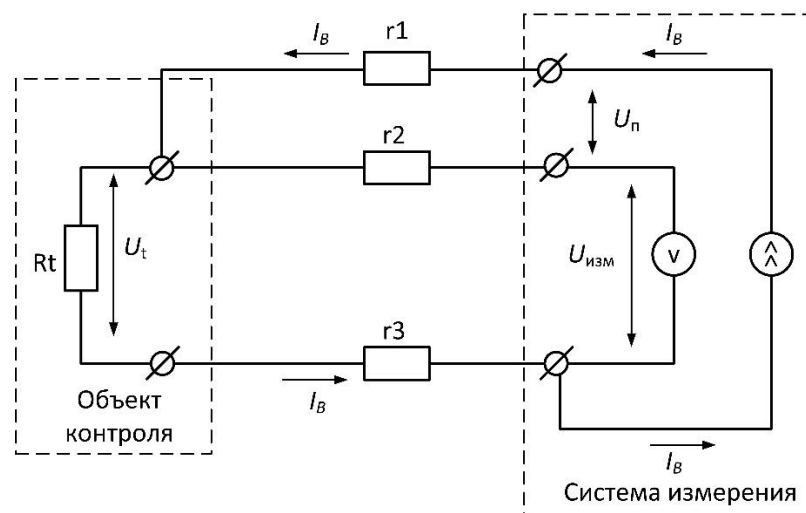 I_B
r1
I_B
U_п
r2
Rt
U_t
U_изм
v
r3
Объект
контроля
I_B
I_B
Система измерения